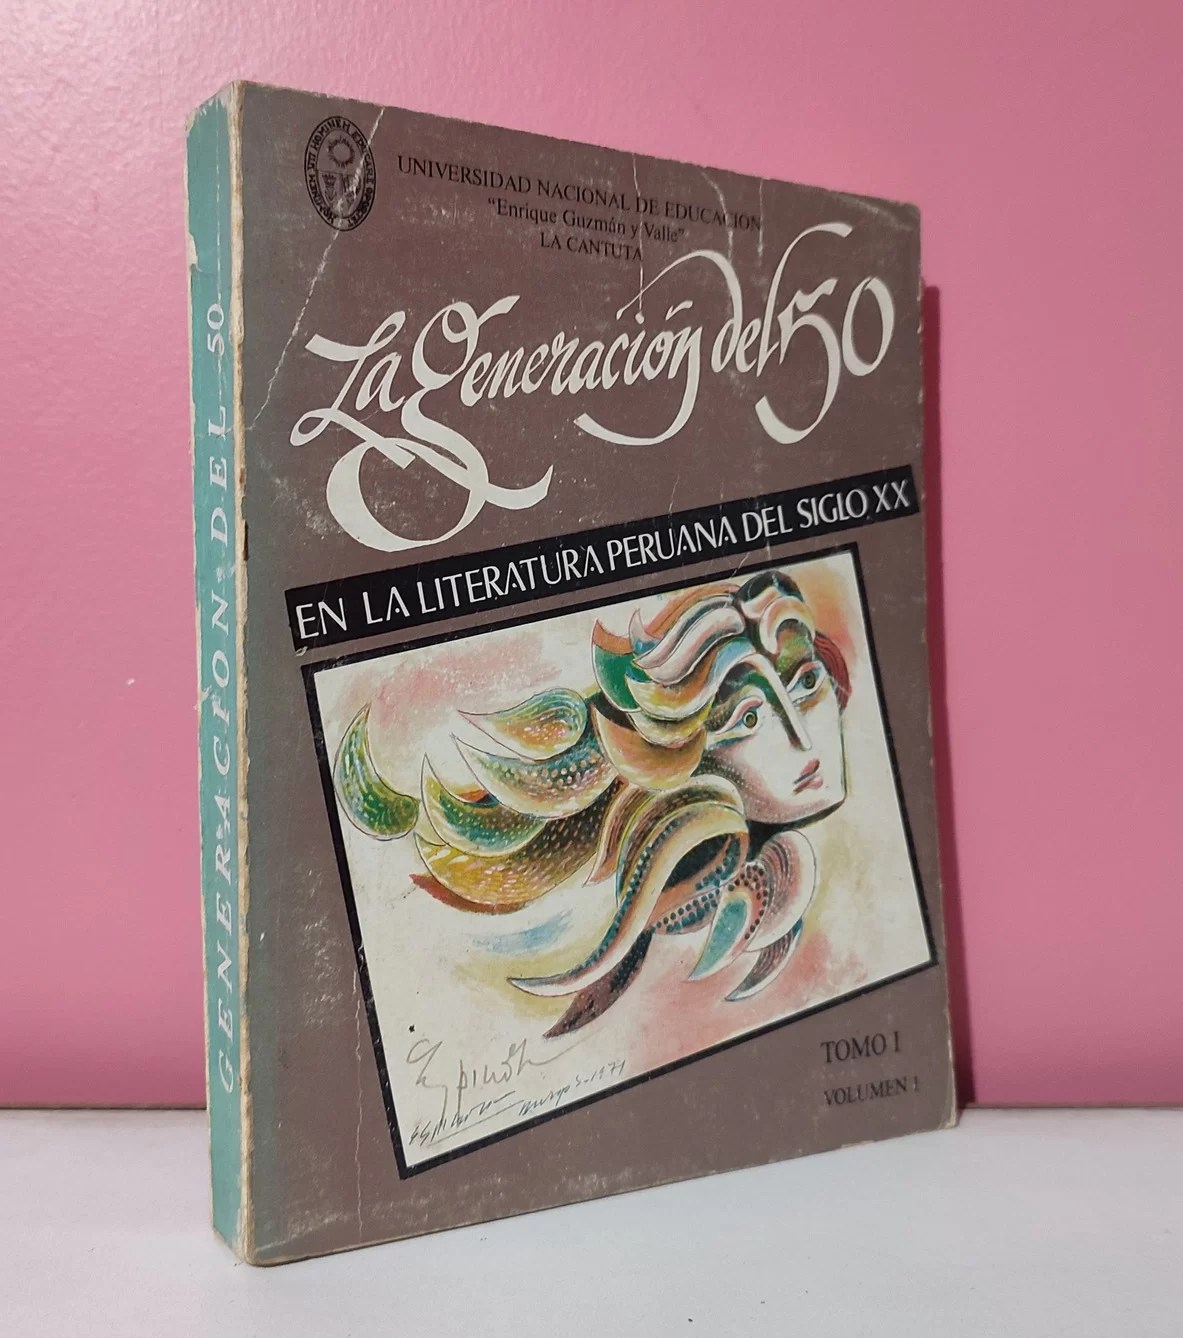 UNIVERSIDAD NACIONAL DE EDUCACION
"Enrique Guzmán y Valle"
LA CANTUTA
La Generación del 50
EN LA LITERATURA PERUANA DEL SIGLO XX
TOMO I
VOLUMEN 1
GENERACION DEL 50